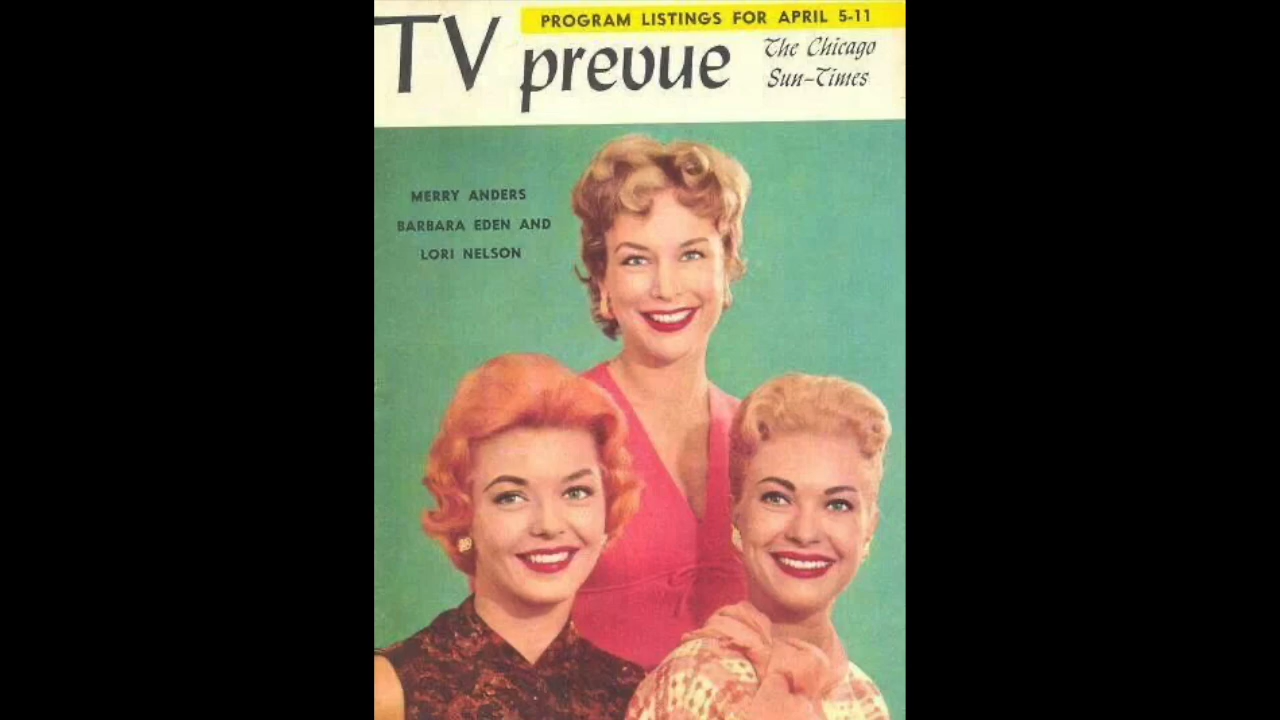 PROGRAM LISTINGS FOR APRIL 5-11
TV prevue
The Chicago
Sun-Times
MERRY ANDERS
BARBARA EDEN AND
LORI NELSON